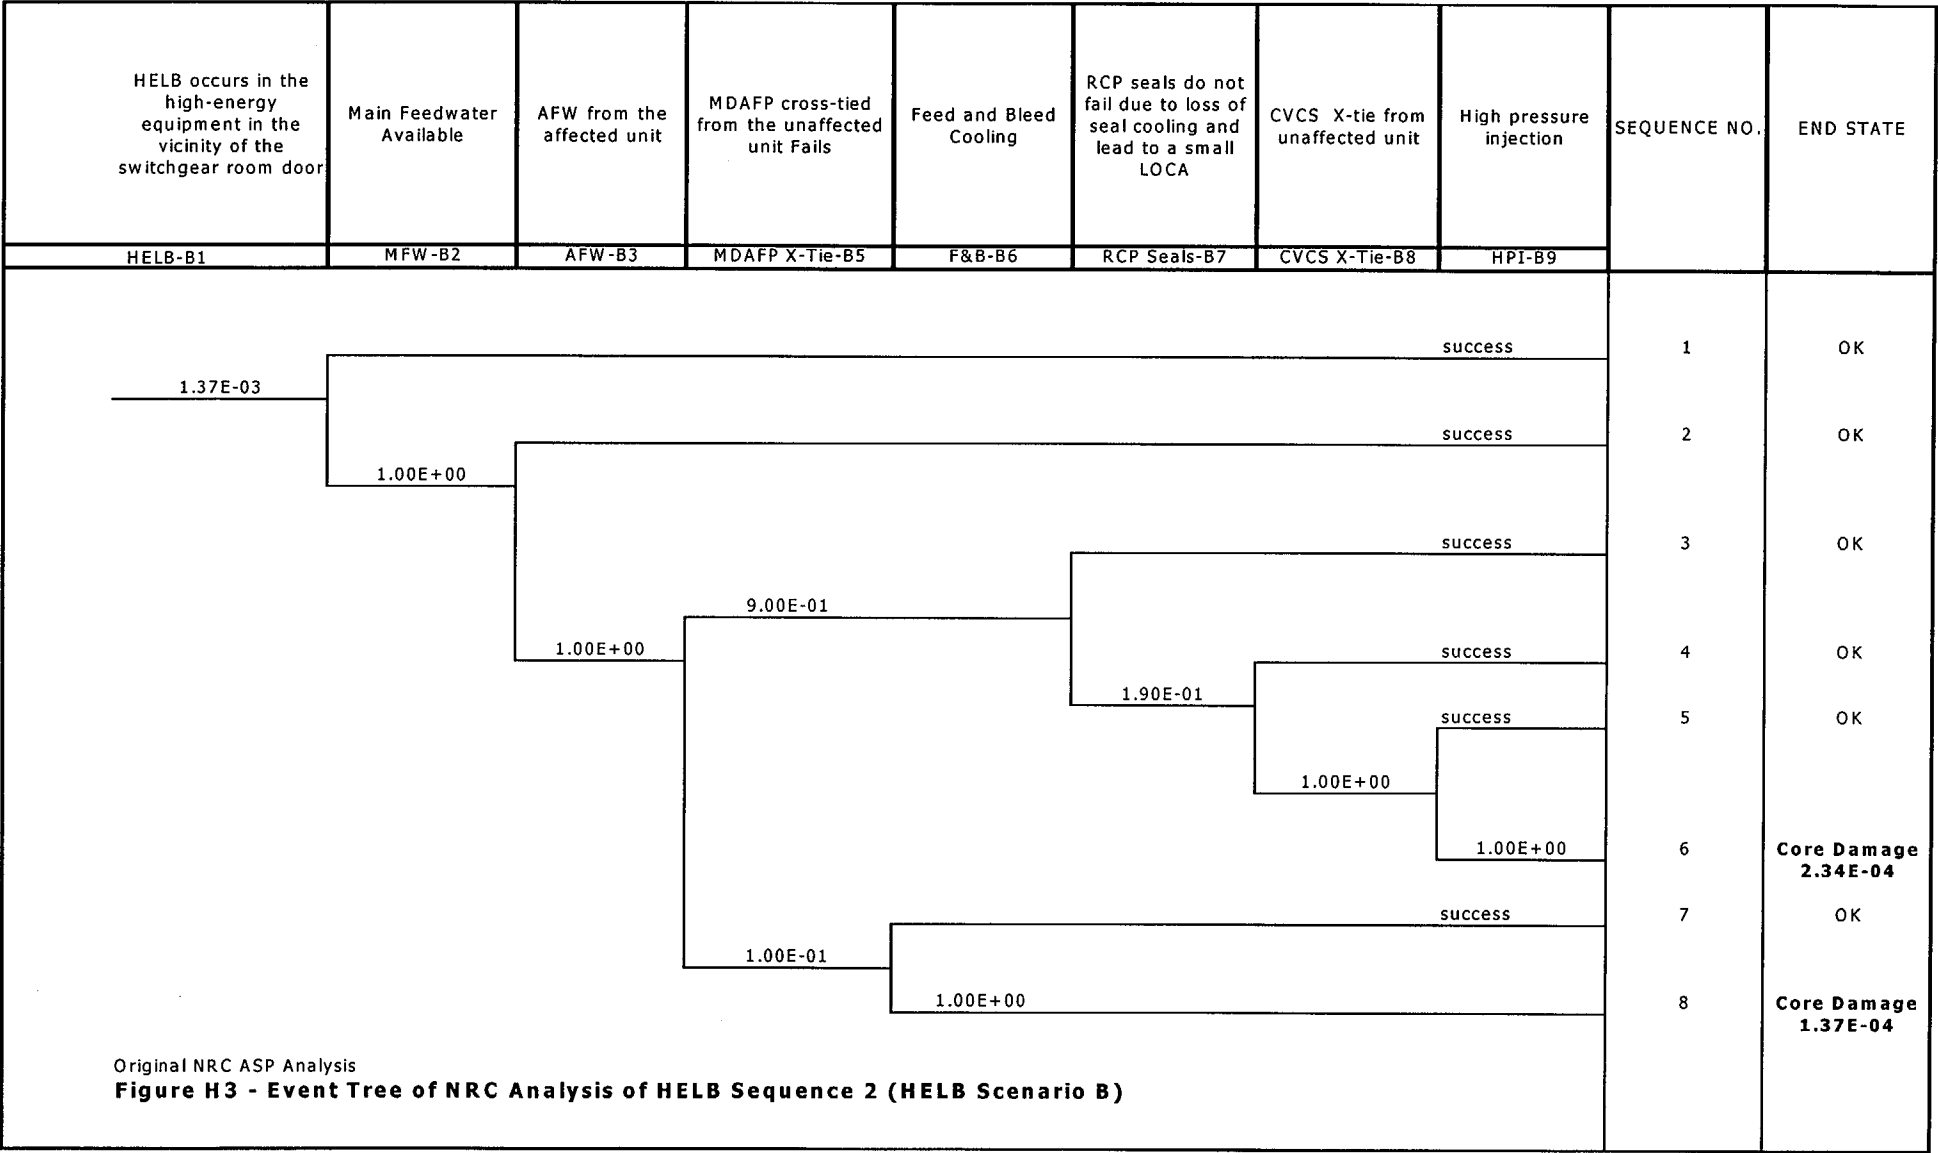 HELB occurs in the
high-energy
equipment in the
vicinity of the
switchgear room door
Main Feedwater
Available
AFW from the
affected unit
MDAFP cross-tied
from the unaffected
unit Fails
Feed and Bleed
Cooling
RCP seals do not
fail due to loss of
seal cooling and
lead to a small
LOCA
CVCS X-tie from
unaffected unit
High pressure
injection
SEQUENCE NO.
END STATE
HELB-B1
MFW-B2
AFW-B3
MDAFP X-Tie-B5
F&B-B6
RCP Seals-B7
CVCS X-Tie-B8
HPI-B9
success
1
OK
1.37E-03
success
2
OK
1.00E+00
success
3
OK
9.00E-01
1.00E+00
success
4
OK
1.90E-01
success
5
OK
1.00E+00
1.00E+00
6
Core Damage
2.34E-04
success
7
OK
1.00E-01
1.00E+00
8
Core Damage
1.37E-04
Original NRC ASP Analysis
Figure H3 - Event Tree of NRC Analysis of HELB Sequence 2 (HELB Scenario B)